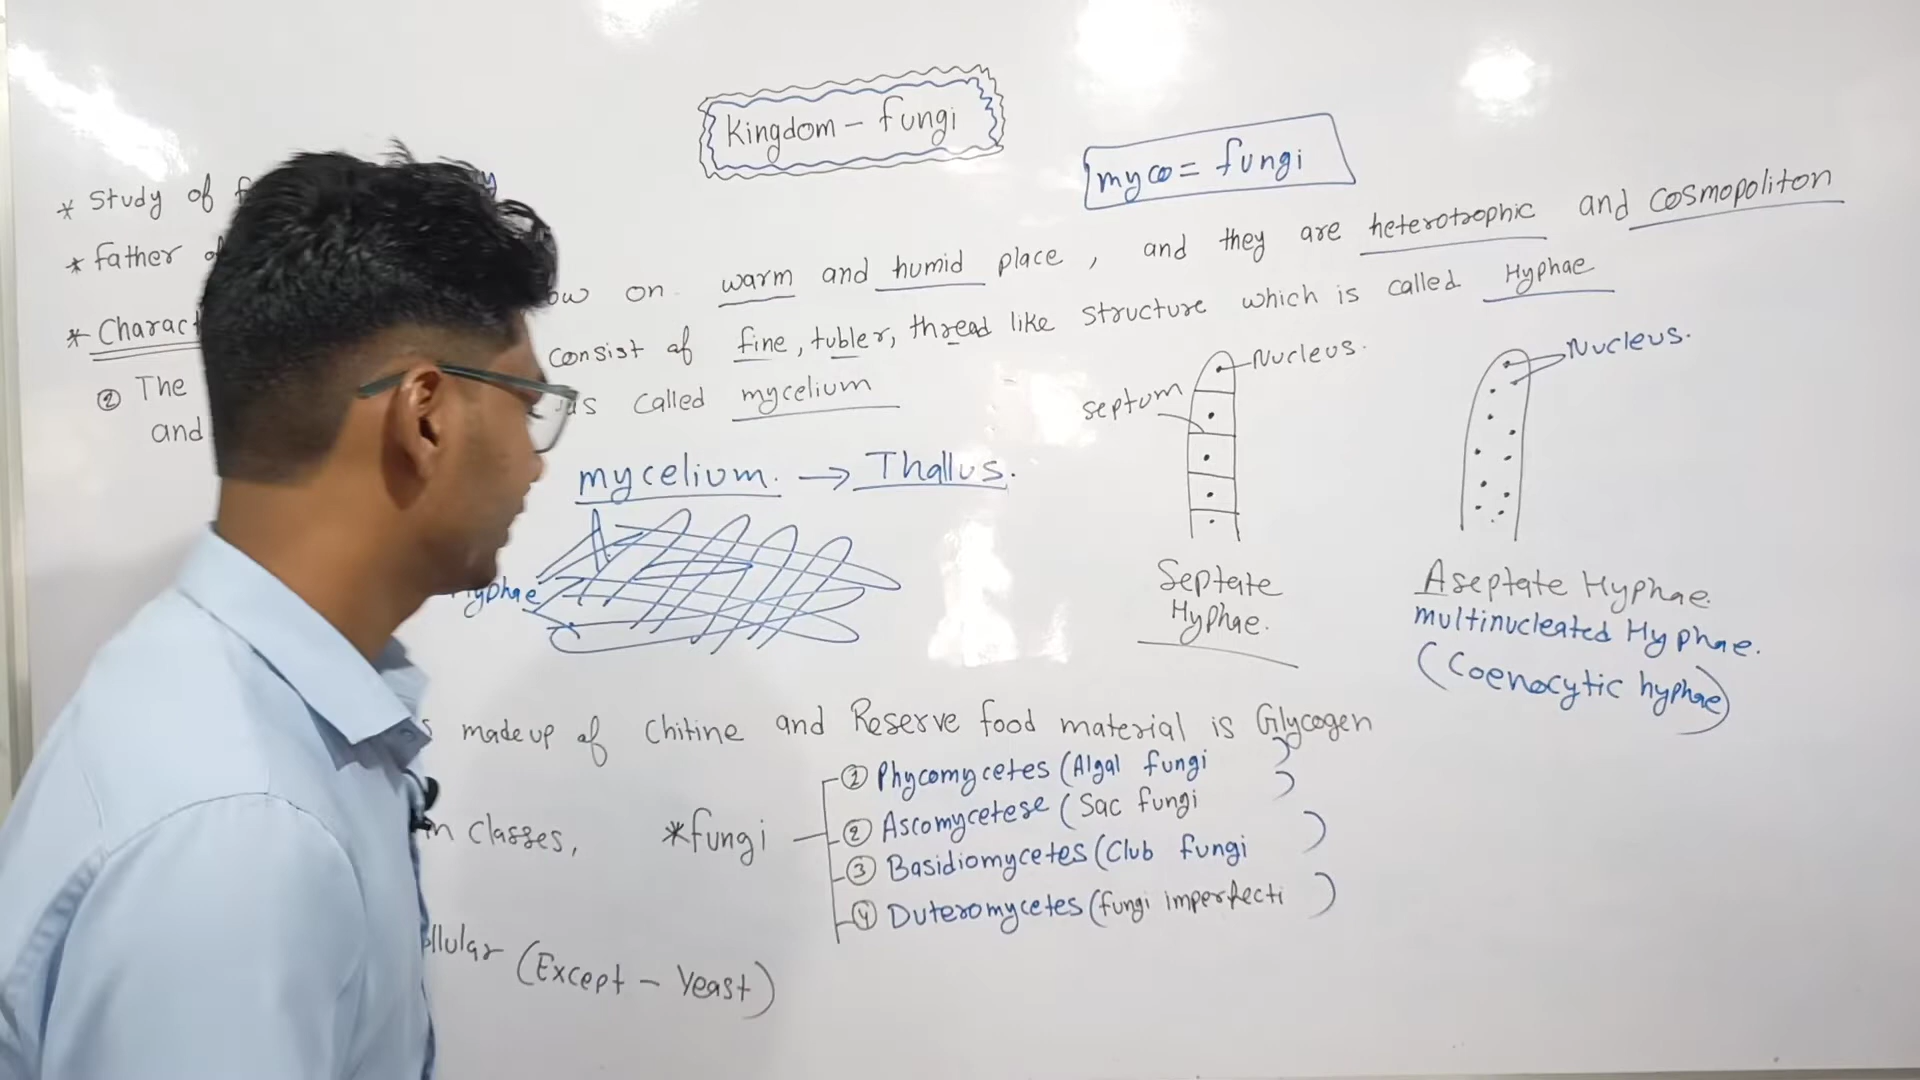 Kingdom - fungi
myco = fungi
* Study of
* father
* Charact
ow on warm and humid place, and they are heterotrophic and cosmopoliton
② The
consist of fine, tubler, thread like structure which is called Hyphae
and
called mycelium
mycelium. → Thallus.
Hyphae
septum
Nucleus.
Nucleus.
Septate
Hyphae.
Aseptate Hyphae.
multinucleated Hyphae.
(Coenocytic hyphae)
s madeup of Chitine and Reserve food material is Glycogen
in classes,
*fungi
① Phycomycetes (Algal fungi )
② Ascomycetese (Sac fungi )
③ Basidiomycetes (Club fungi )
④ Duteromycetes (fungi imperfecti )
llular (Except - Yeast)